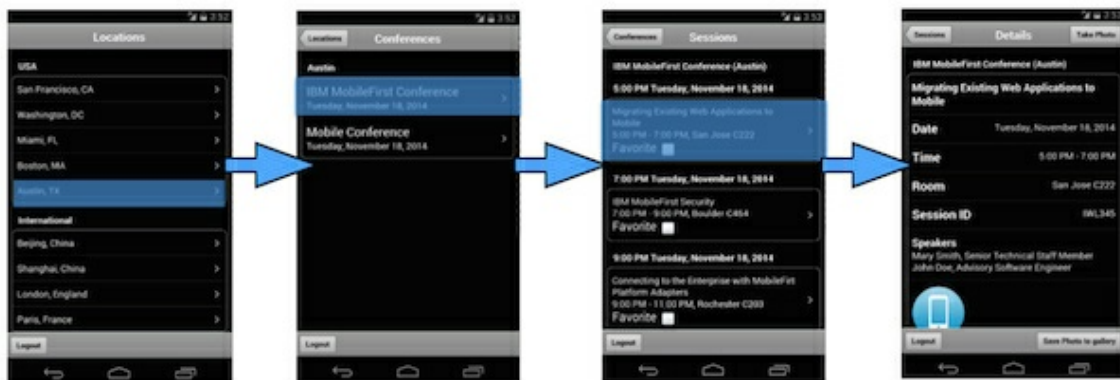 3:52
Locations
USA
San Francisco, CA
Washington, DC
Miami, FL
Boston, MA
Austin, TX
International
Beijing, China
Shanghai, China
London, England
Paris, France
Logout
3:52
Locations
Conferences
Austin
IBM MobileFirst Conference
Tuesday, November 18, 2014
Mobile Conference
Tuesday, November 18, 2014
Logout
3:53
Conferences
Sessions
IBM MobileFirst Conference (Austin)
5:00 PM Tuesday, November 18, 2014
Migrating Existing Web Applications to
Mobile
5:00 PM - 7:00 PM, San Jose C222
Favorite
7:00 PM Tuesday, November 18, 2014
IBM MobileFirst Security
7:00 PM - 9:00 PM, Boulder C454
Favorite
9:00 PM Tuesday, November 18, 2014
Connecting to the Enterprise with MobileFirt
Platform Adapters
9:00 PM - 11:00 PM, Rochester C203
Favorite
Logout
Sessions
Details
Take Photo
IBM MobileFirst Conference (Austin)
Migrating Existing Web Applications to
Mobile
Date Tuesday, November 18, 2014
Time 5:00 PM - 7:00 PM
Room San Jose C222
Session ID IWL345
Speakers
Mary Smith, Senior Technical Staff Member
John Doe, Advisory Software Engineer
Logout
Save Photo to gallery